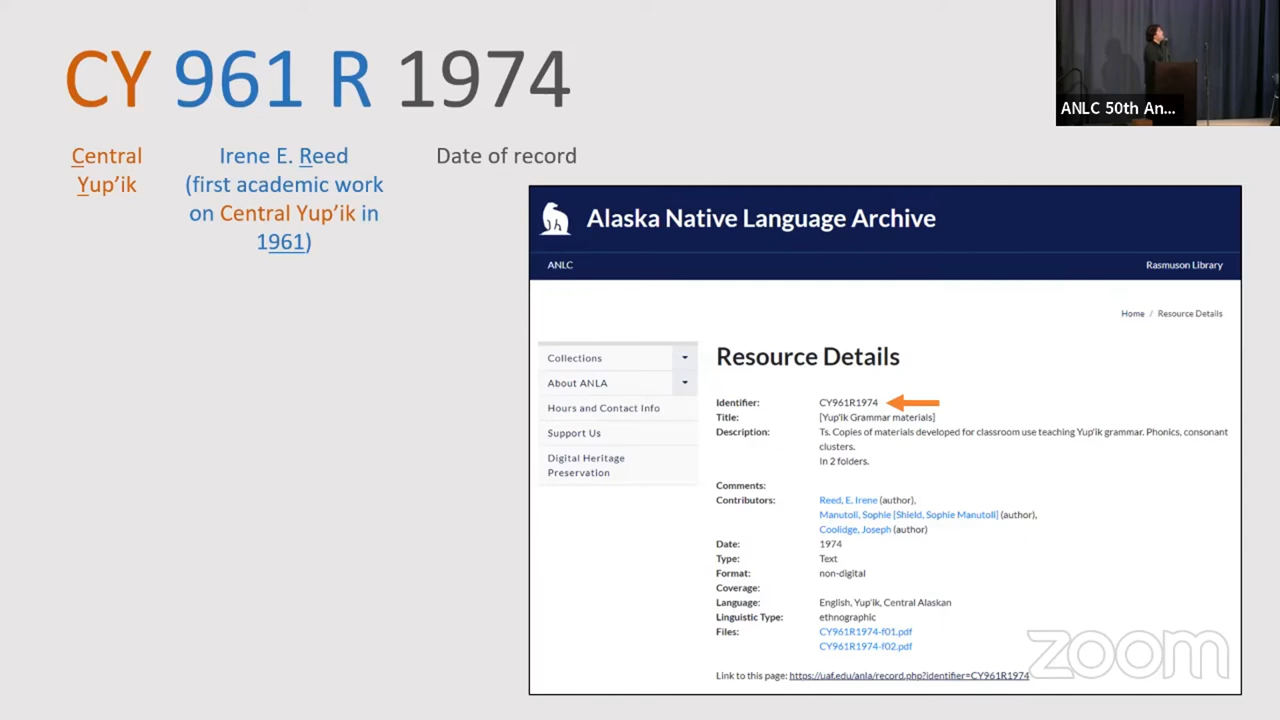 CY 961 R 1974
ANLC 50th An...
Central
Yup'ik
Irene E. Reed
(first academic work
on Central Yup'ik in
1961)
Date of record
Alaska Native Language Archive
ANLC
Rasmuson Library
Home / Resource Details
Collections
About ANLA
Hours and Contact Info
Support Us
Digital Heritage
Preservation
Resource Details
Identifier: CY961R1974
Title: [Yup'ik Grammar materials]
Description: Ts. Copies of materials developed for classroom use teaching Yup'ik grammar. Phonics, consonant
clusters.
In 2 folders.
Comments:
Contributors: Reed, E. Irene (author),
Manutoli, Sophie [Shield, Sophie Manutoli] (author),
Coolidge, Joseph (author)
Date: 1974
Type: Text
Format: non-digital
Coverage:
Language: English, Yup'ik, Central Alaskan
Linguistic Type: ethnographic
Files: CY961R1974-f01.pdf
CY961R1974-f02.pdf
Link to this page: https://uaf.edu/anla/record.php?identifier=CY961R1974
zoom